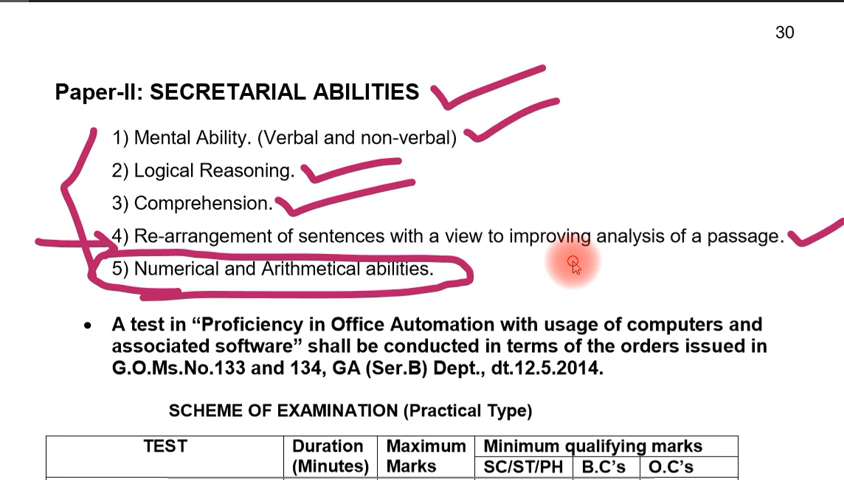 30
Paper-II: SECRETARIAL ABILITIES
1) Mental Ability. (Verbal and non-verbal)
2) Logical Reasoning.
3) Comprehension.
4) Re-arrangement of sentences with a view to improving analysis of a passage.
5) Numerical and Arithmetical abilities.
• A test in “Proficiency in Office Automation with usage of computers and
associated software” shall be conducted in terms of the orders issued in
G.O.Ms.No.133 and 134, GA (Ser.B) Dept., dt.12.5.2014.
SCHEME OF EXAMINATION (Practical Type)
TEST Duration Maximum Minimum qualifying marks
(Minutes) Marks SC/ST/PH B.C’s O.C’s